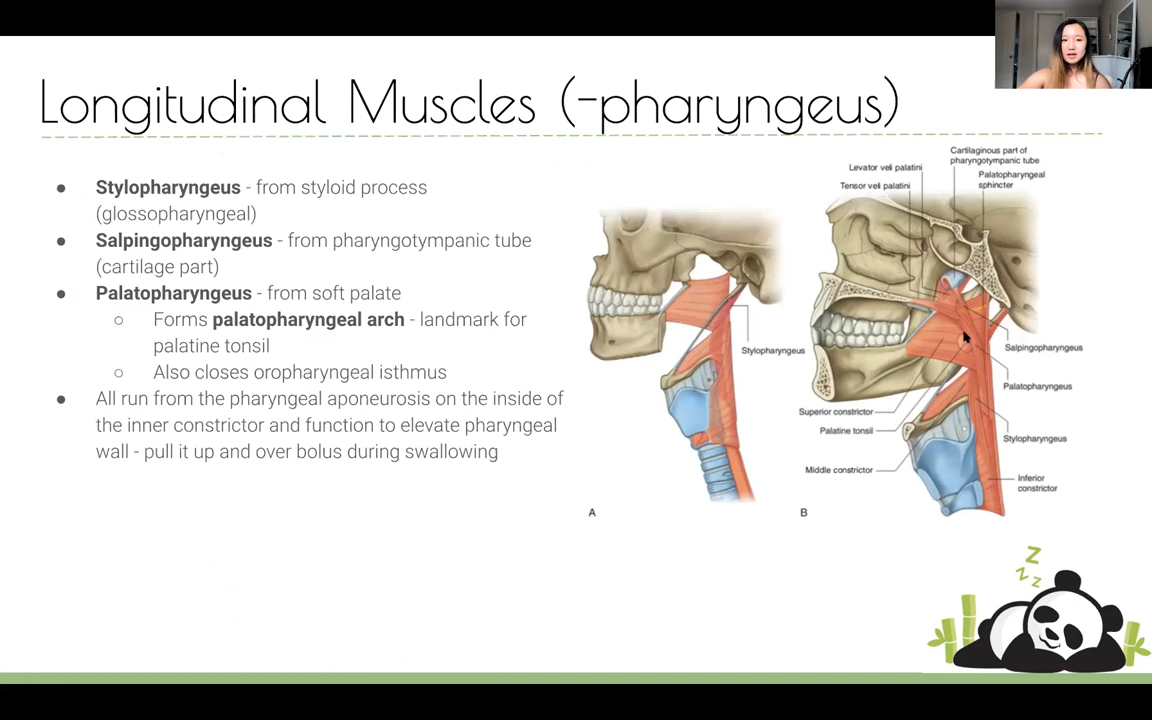 Longitudinal Muscles (-pharyngeus)
● Stylopharyngeus - from styloid process
(glossopharyngeal)
● Salpingopharyngeus - from pharyngotympanic tube
(cartilage part)
● Palatopharyngeus - from soft palate
○ Forms palatopharyngeal arch - landmark for
palatine tonsil
○ Also closes oropharyngeal isthmus
● All run from the pharyngeal aponeurosis on the inside of
the inner constrictor and function to elevate pharyngeal
wall - pull it up and over bolus during swallowing
Stylopharyngeus
A
Cartilaginous part of
pharyngotympanic tube
Levator veli palatini
Palatopharyngeal
sphincter
Tensor veli palatini
Salpingopharyngeus
Palatopharyngeus
Superior constrictor
Palatine tonsil
Stylopharyngeus
Middle constrictor
Inferior
constrictor
B
Z
Z
Z